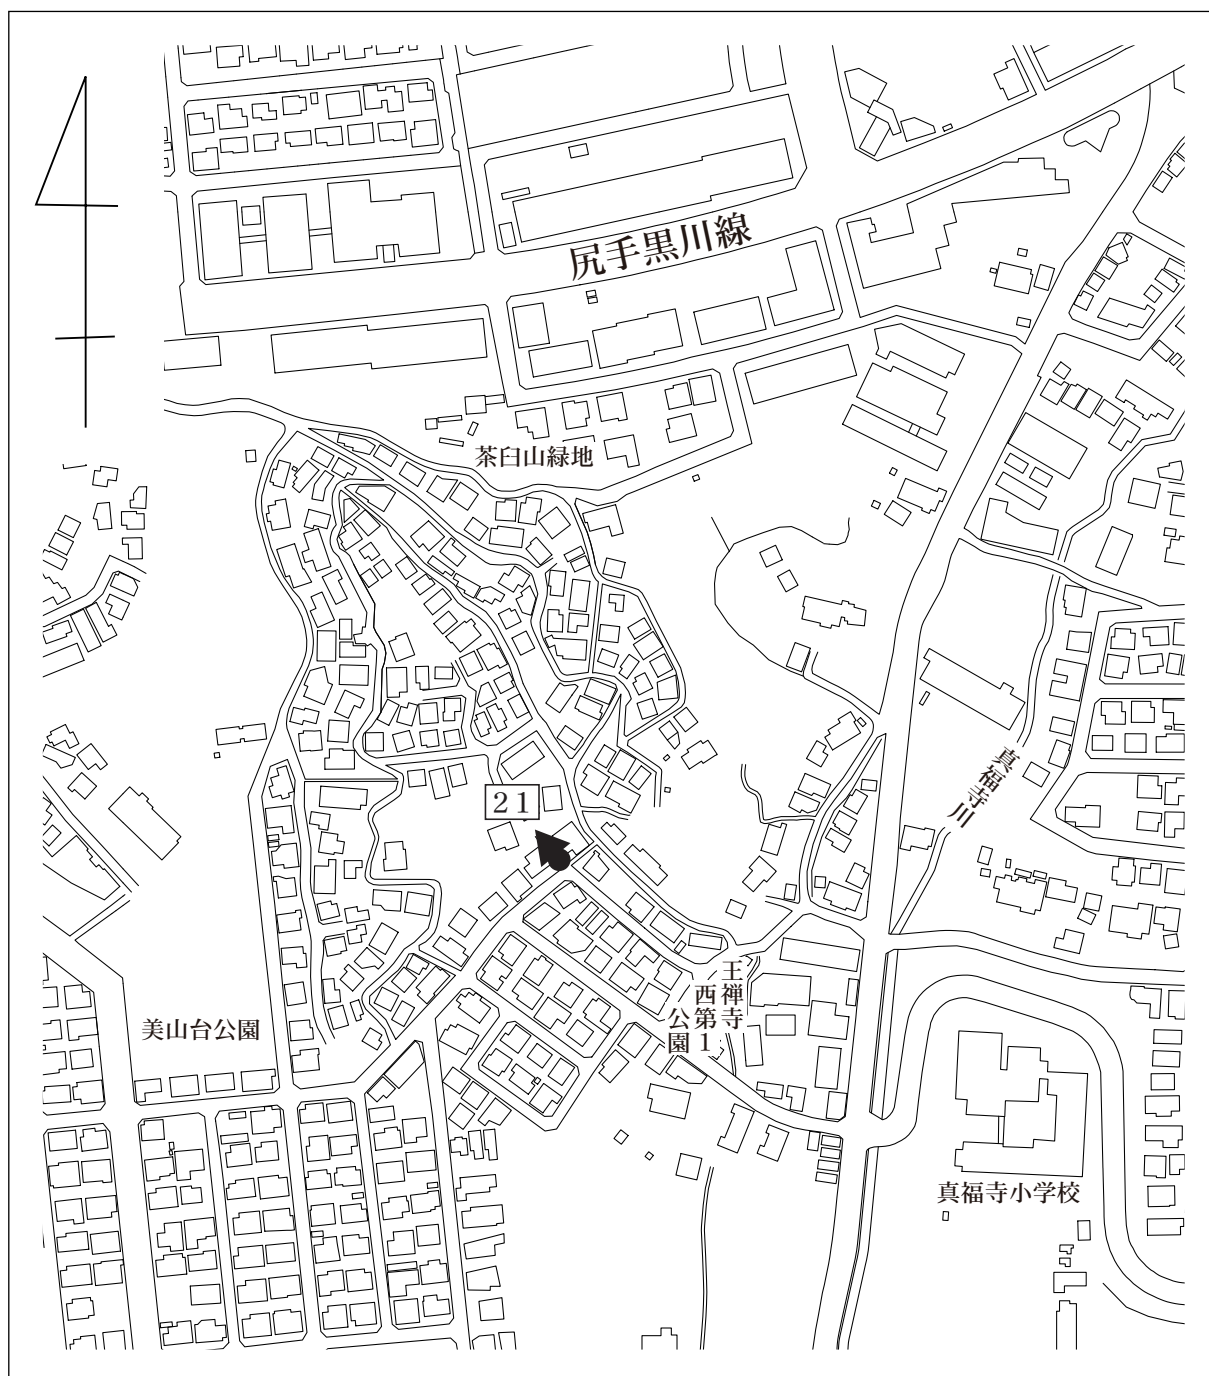 尻手黒川線
茶臼山緑地
真福寺川
21
王禅寺
西第1
公園
美山台公園
真福寺小学校